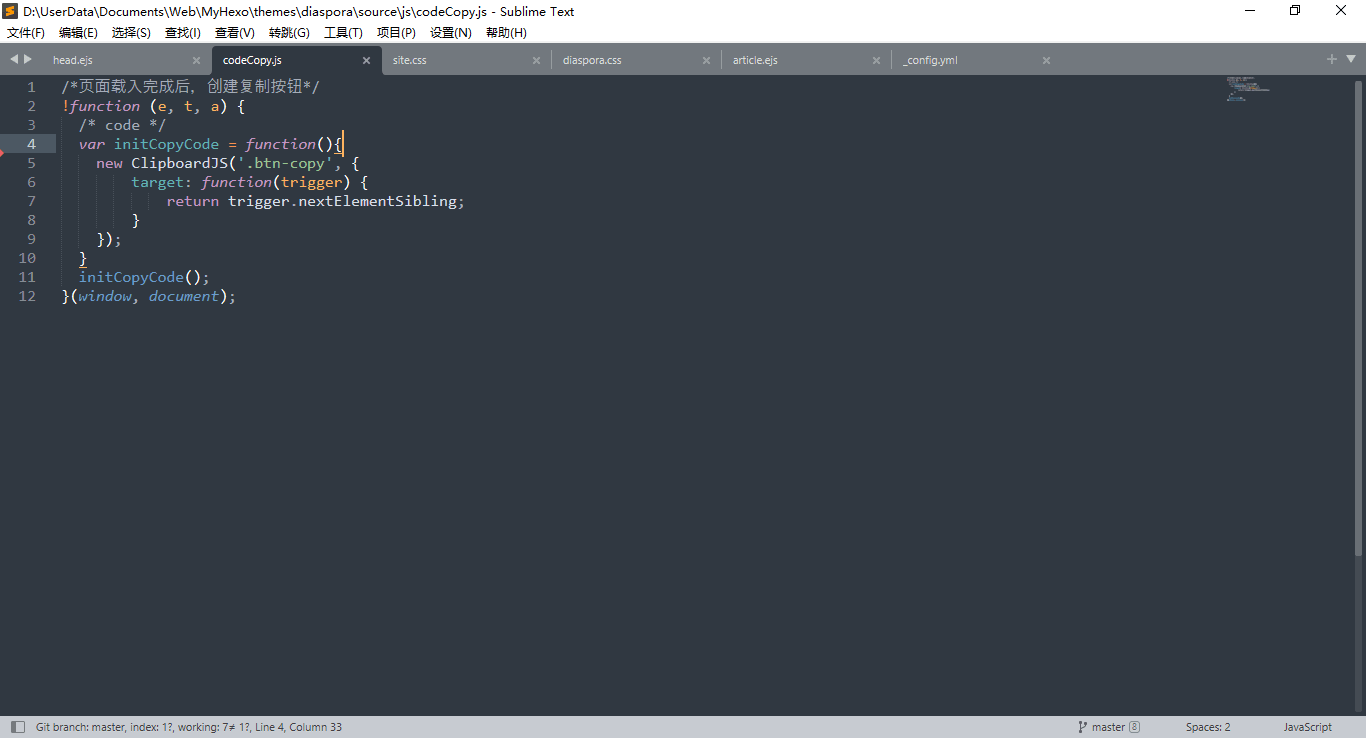 D:\UserData\Documents\Web\MyHexo\themes\diaspora\source\js\codeCopy.js - Sublime Text
文件(F) 编辑(E) 选择(S) 查找(I) 查看(V) 转跳(G) 工具(T) 项目(P) 设置(N) 帮助(H)
head.ejs codeCopy.js site.css diaspora.css article.ejs _config.yml
1 /*页面载入完成后，创建复制按钮*/
2 !function (e, t, a) {
3   /* code */
4   var initCopyCode = function(){
5     new ClipboardJS('.btn-copy', {
6         target: function(trigger) {
7             return trigger.nextElementSibling;
8         }
9     });
10   }
11   initCopyCode();
12 }(window, document);
Git branch: master, index: 1?, working: 7≠ 1?, Line 4, Column 33 master 8 Spaces: 2 JavaScript